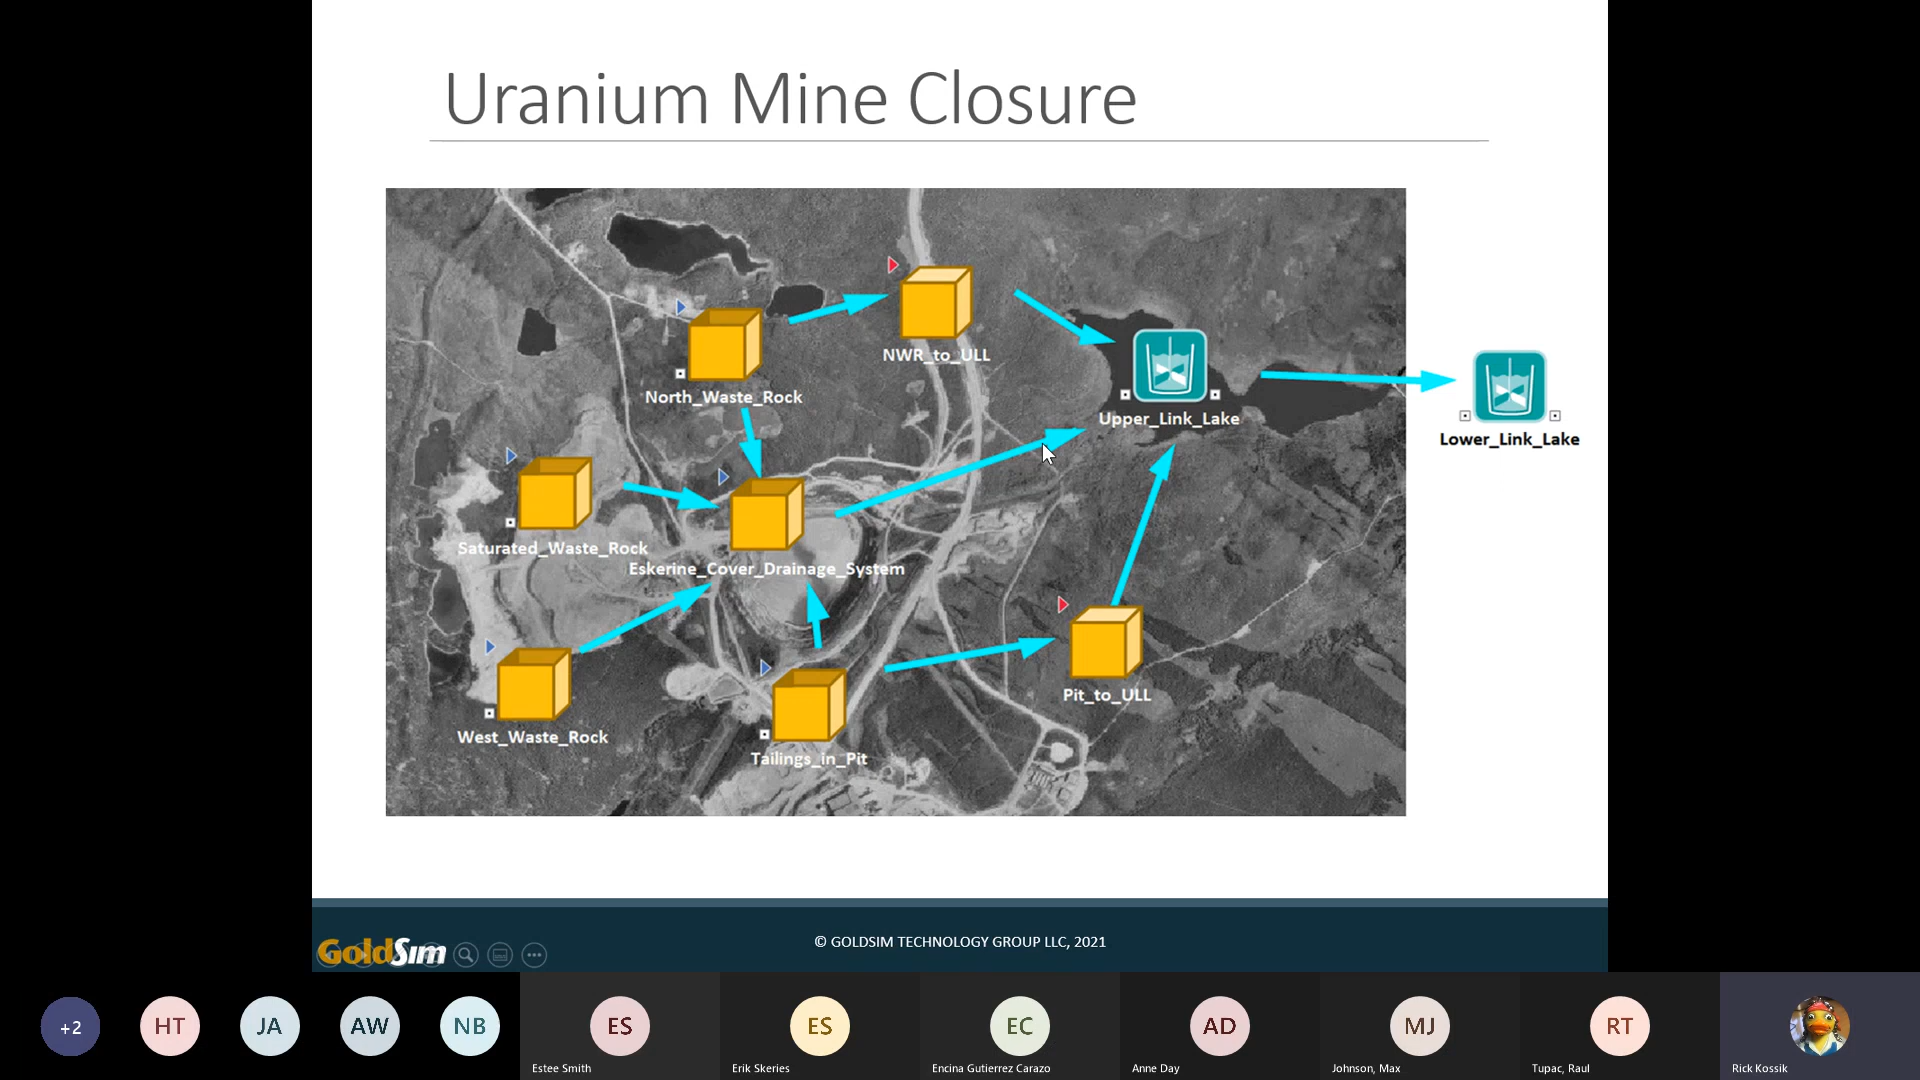 Uranium Mine Closure
NWR_to_ULL
North_Waste_Rock
Upper_Link_Lake
Lower_Link_Lake
Saturated_Waste_Rock
Eskerine_Cover_Drainage_System
Pit_to_ULL
West_Waste_Rock
Tailings_in_Pit
GoldSim
© GOLDSIM TECHNOLOGY GROUP LLC, 2021
+2
HT
JA
AW
NB
ES
ES
EC
AD
MJ
RT
Estee Smith
Erik Skeries
Encina Gutierrez Carazo
Anne Day
Johnson, Max
Tupac, Raul
Rick Kossik